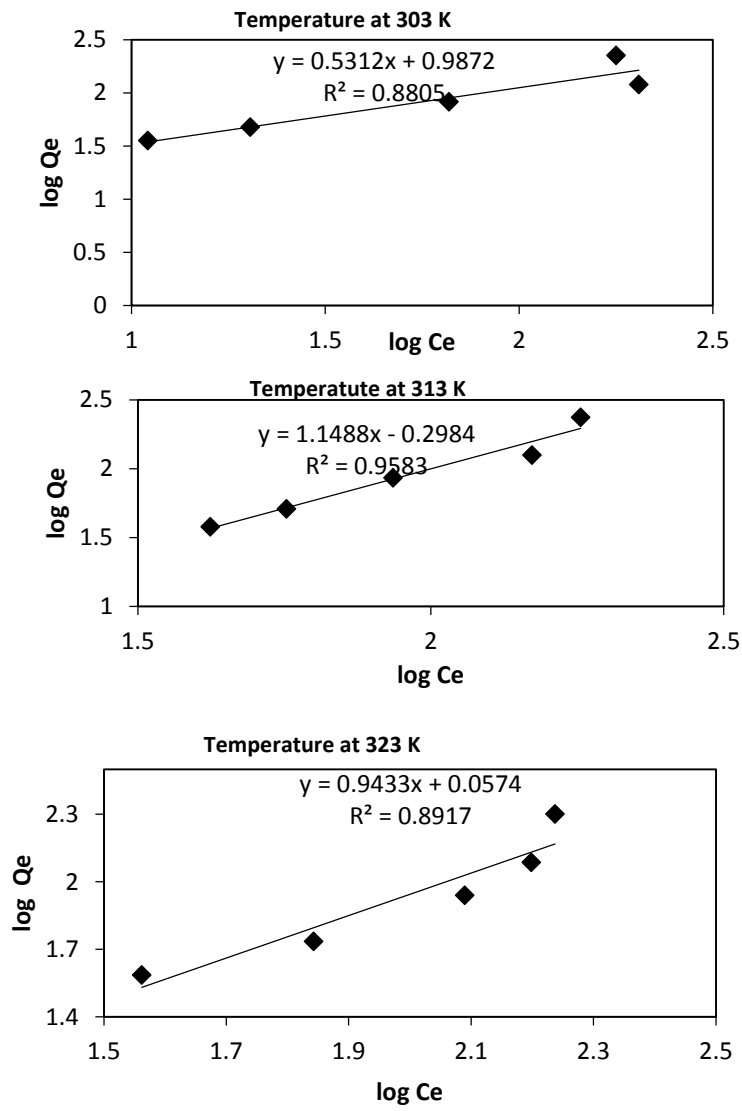 Temperature at 303 K
2.5
y = 0.5312x + 0.9872
2
R² = 0.8805
1.5
log Qe
1
0.5
0
1
1.5
2
2.5
log Ce
Temperatute at 313 K
2.5
y = 1.1488x - 0.2984
R² = 0.9583
2
log Qe
1.5
1
1.5
2
2.5
log Ce
Temperature at 323 K
y = 0.9433x + 0.0574
R² = 0.8917
2.3
2
log Qe
1.7
1.4
1.5
1.7
1.9
2.1
2.3
2.5
log Ce